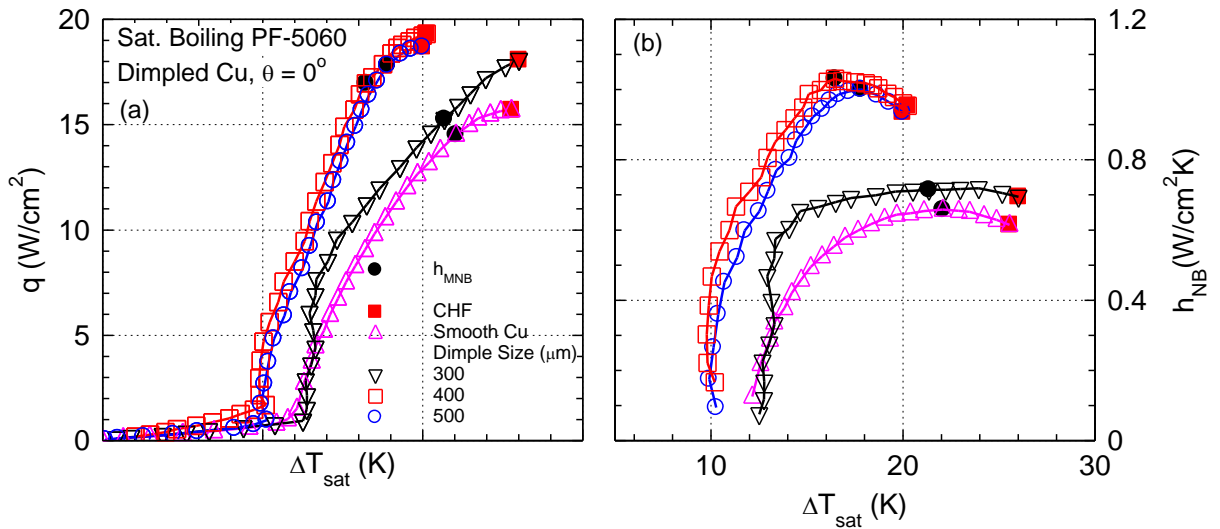 20
15
10
5
0
q (W/cm²)
Sat. Boiling PF-5060
Dimpled Cu, θ = 0°
(a)
h_MNB
CHF
Smooth Cu
Dimple Size (μm)
300
400
500
ΔT_sat (K)
(b)
1.2
0.8
0.4
0
h_NB(W/cm²K)
10 20 30
ΔT_sat (K)